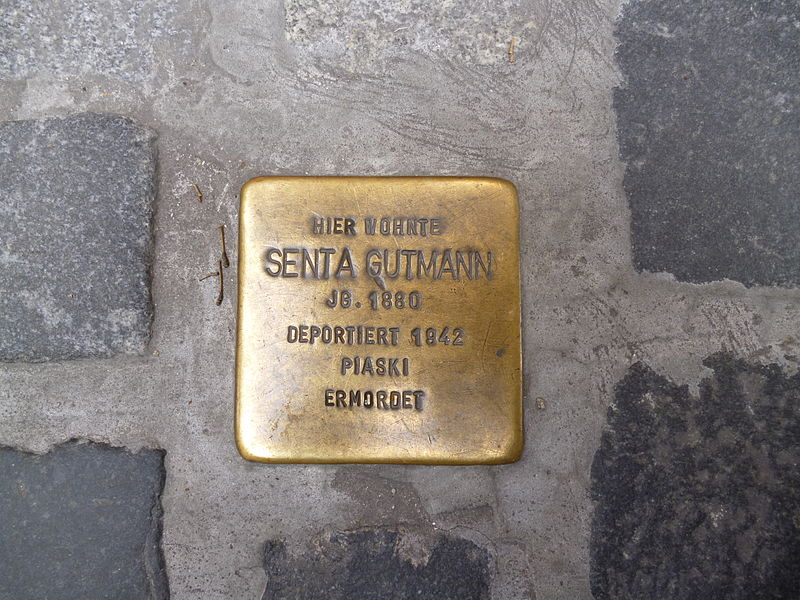 HIER WOHNTE
SENTA GUTMANN
JG. 1880
DEPORTIERT 1942
PIASKI
ERMORDET